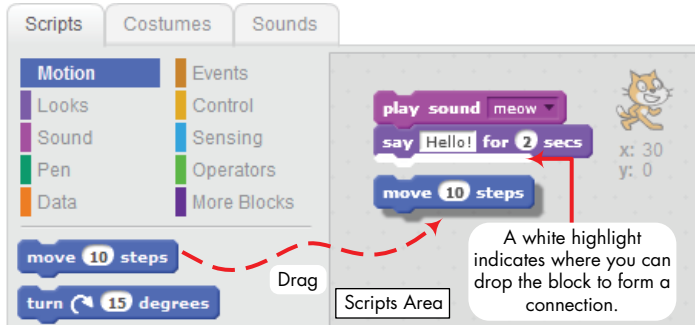 Scripts
Costumes
Sounds
Motion
Events
Looks
Control
Sound
Sensing
Pen
Operators
Data
More Blocks
move 10 steps
turn 15 degrees
Drag
play sound meow
say Hello! for 2 secs
move 10 steps
x: 30
y: 0
Scripts Area
A white highlight
indicates where you can
drop the block to form a
connection.